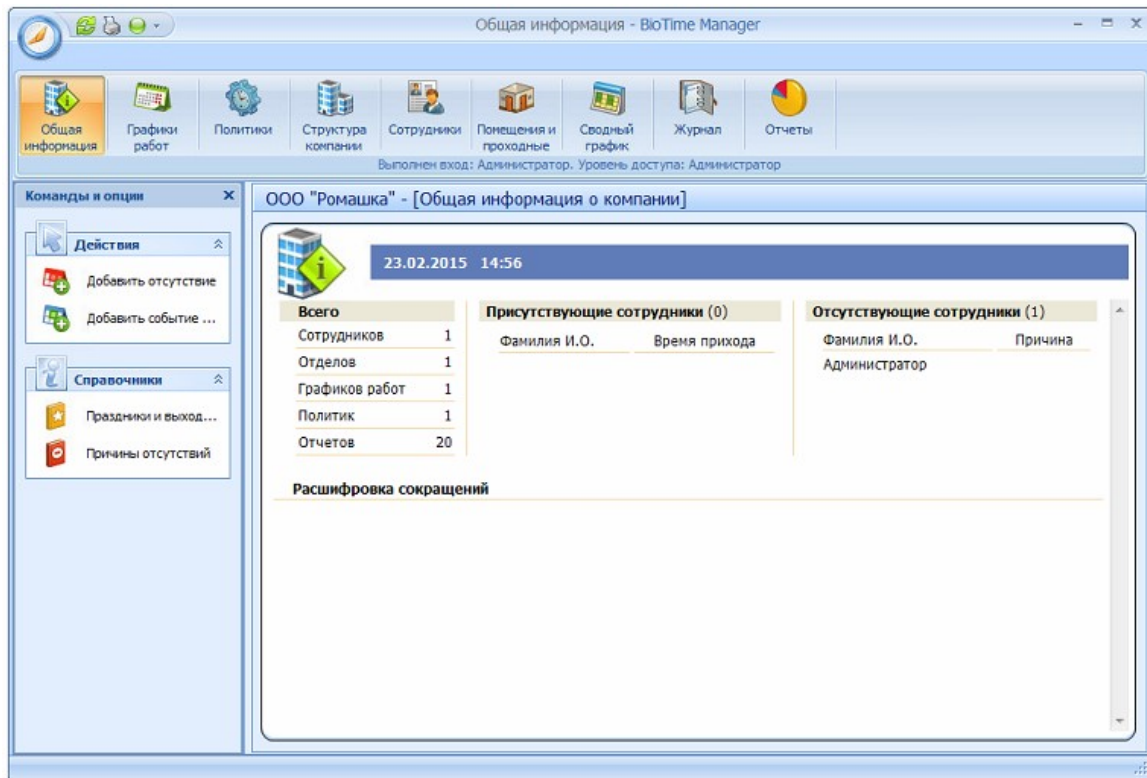 Общая информация - BioTime Manager
Общая информация
Графики работ
Политики
Структура компании
Сотрудники
Помещения и проходные
Сводный график
Журнал
Отчеты
Выполнен вход: Администратор. Уровень доступа: Администратор
Команды и опции
Действия
Добавить отсутствие
Добавить событие ...
Справочники
Праздники и выход...
Причины отсутствий
ООО "Ромашка" - [Общая информация о компании]
23.02.2015 14:56
Всего
Сотрудников 1
Отделов 1
Графиков работ 1
Политик 1
Отчетов 20
Присутствующие сотрудники (0)
Фамилия И.О. Время прихода
Отсутствующие сотрудники (1)
Фамилия И.О. Причина
Администратор
Расшифровка сокращений